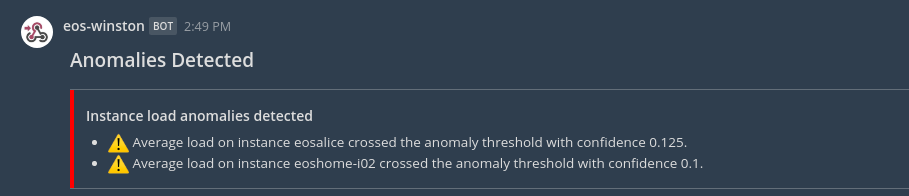 eos-winston BOT 2:49 PM
Anomalies Detected
Instance load anomalies detected
Average load on instance eosalice crossed the anomaly threshold with confidence 0.125.
Average load on instance eoshome-i02 crossed the anomaly threshold with confidence 0.1.